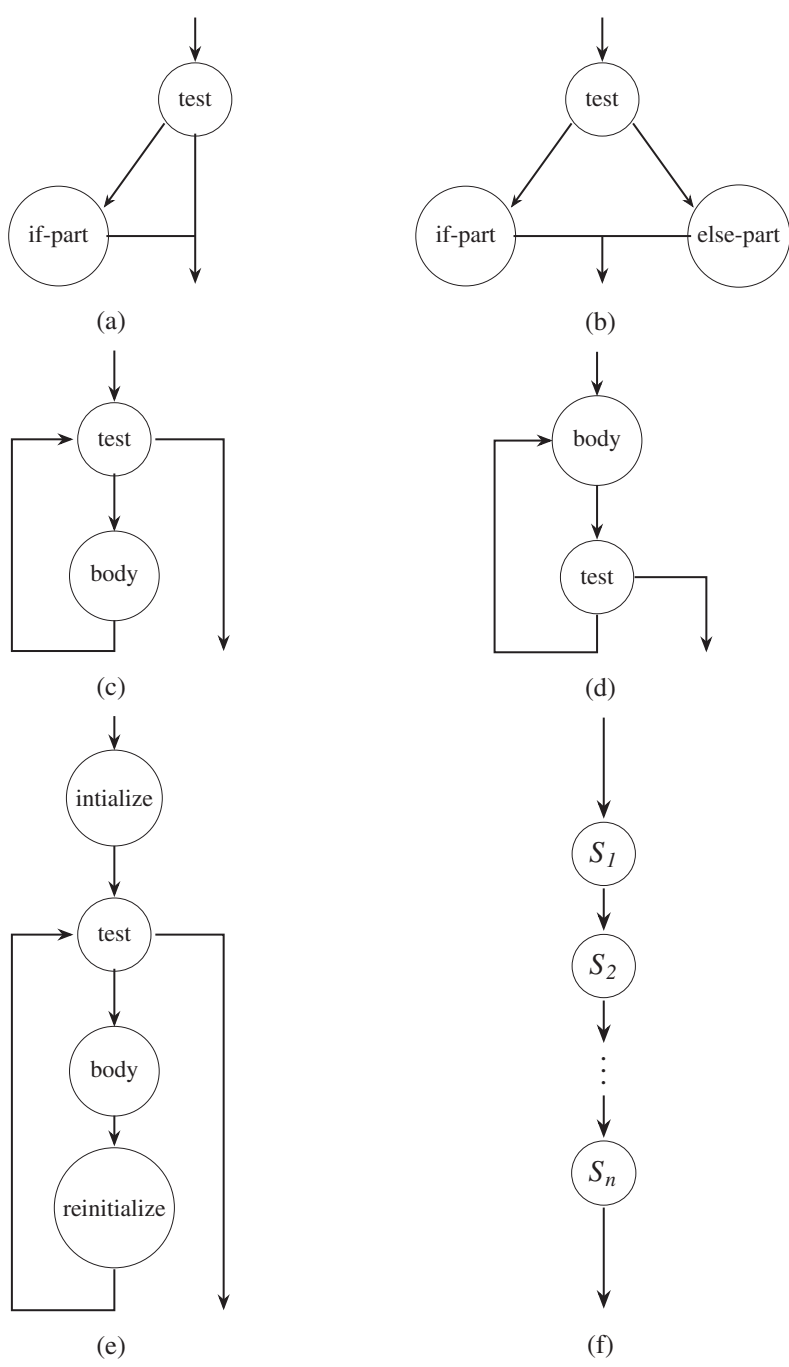 test
if-part
(a)
test
if-part
else-part
(b)
test
body
(c)
body
test
(d)
intialize
test
body
reinitialize
(e)
S1
S2
⋮
Sn
(f)